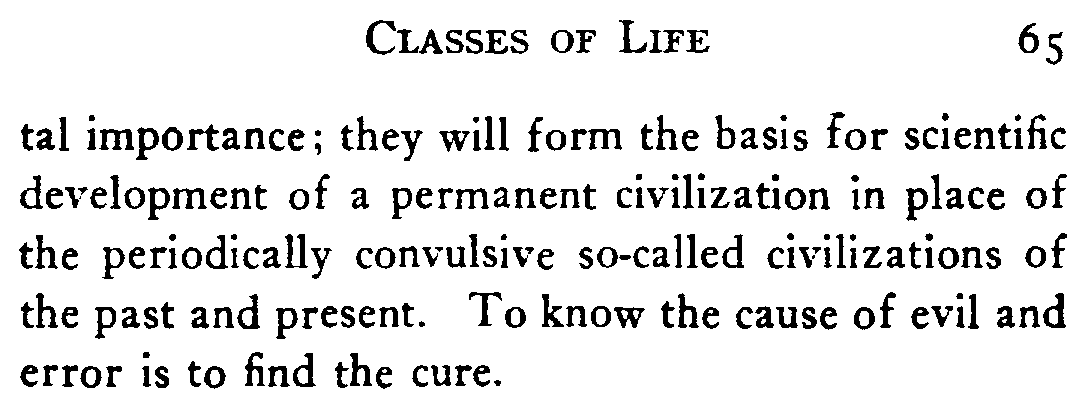 Classes of Life 65
tal importance; they will form the basis for scientific
development of a permanent civilization in place of
the periodically convulsive so-called civilizations of
the past and present. To know the cause of evil and
error is to find the cure.